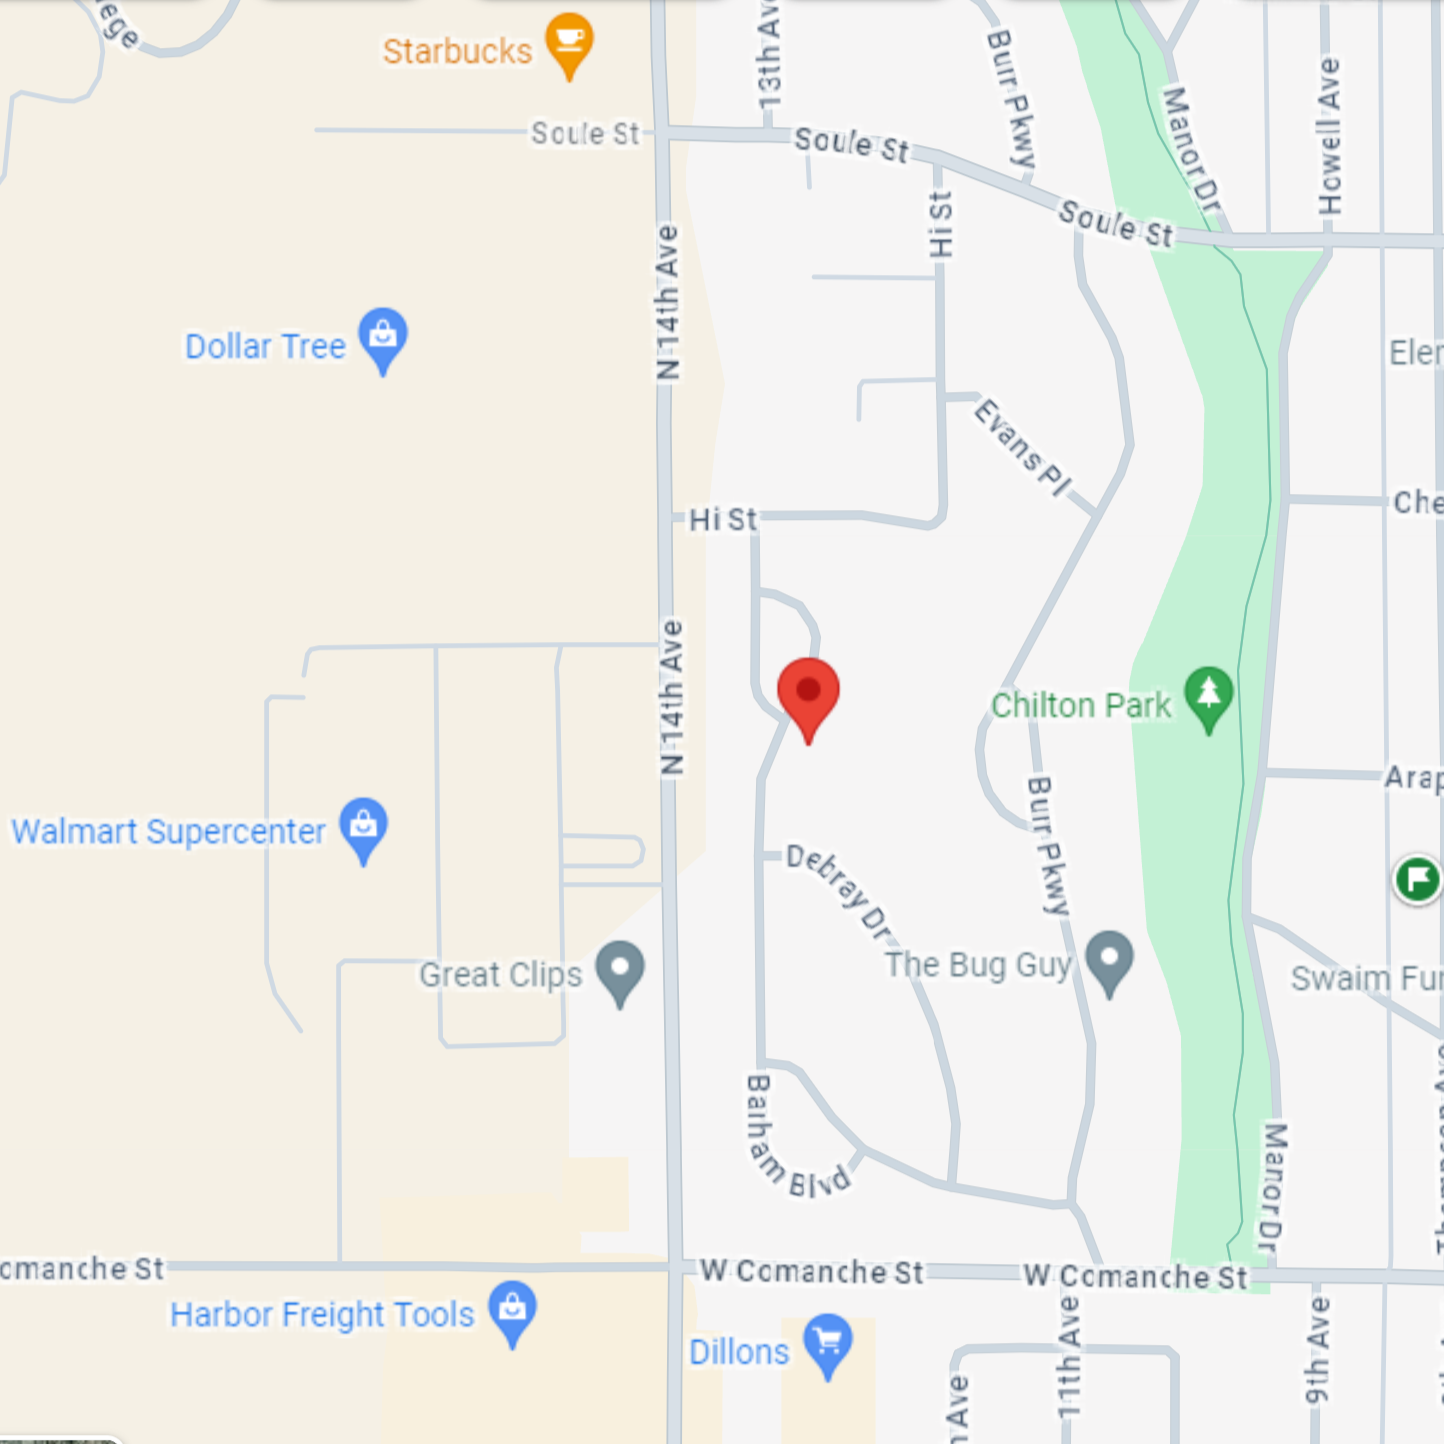 ege
Starbucks
13th Av
Burr Pkwy
Manor Dr
Howell Ave
Soule St
Soule St
Soule St
Hi St
N 14th Ave
Dollar Tree
Eler
Evans Pl
Hi St
Che
N 14th Ave
Chilton Park
Arap
Walmart Supercenter
Burr Pkwy
Debray Dr
Great Clips
The Bug Guy
Swaim Fur
Barham Blvd
Manor Dr
omanche St
W Comanche St
W Comanche St
Harbor Freight Tools
Dillons
11th Ave
9th Ave
h Ave